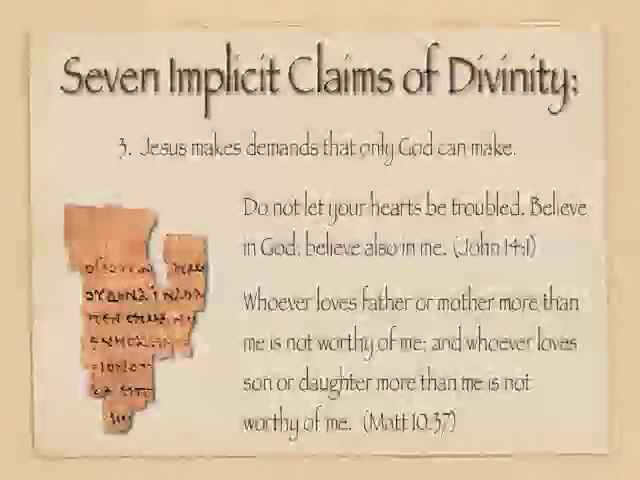 Seven Implicit Claims of Divinity:
3. Jesus makes demands that only God can make.
Do not let your hearts be troubled. Believe
in God; believe also in me. (John 14:1)
Whoever loves father or mother more than
me is not worthy of me; and whoever loves
son or daughter more than me is not
worthy of me. (Matt 10:37)